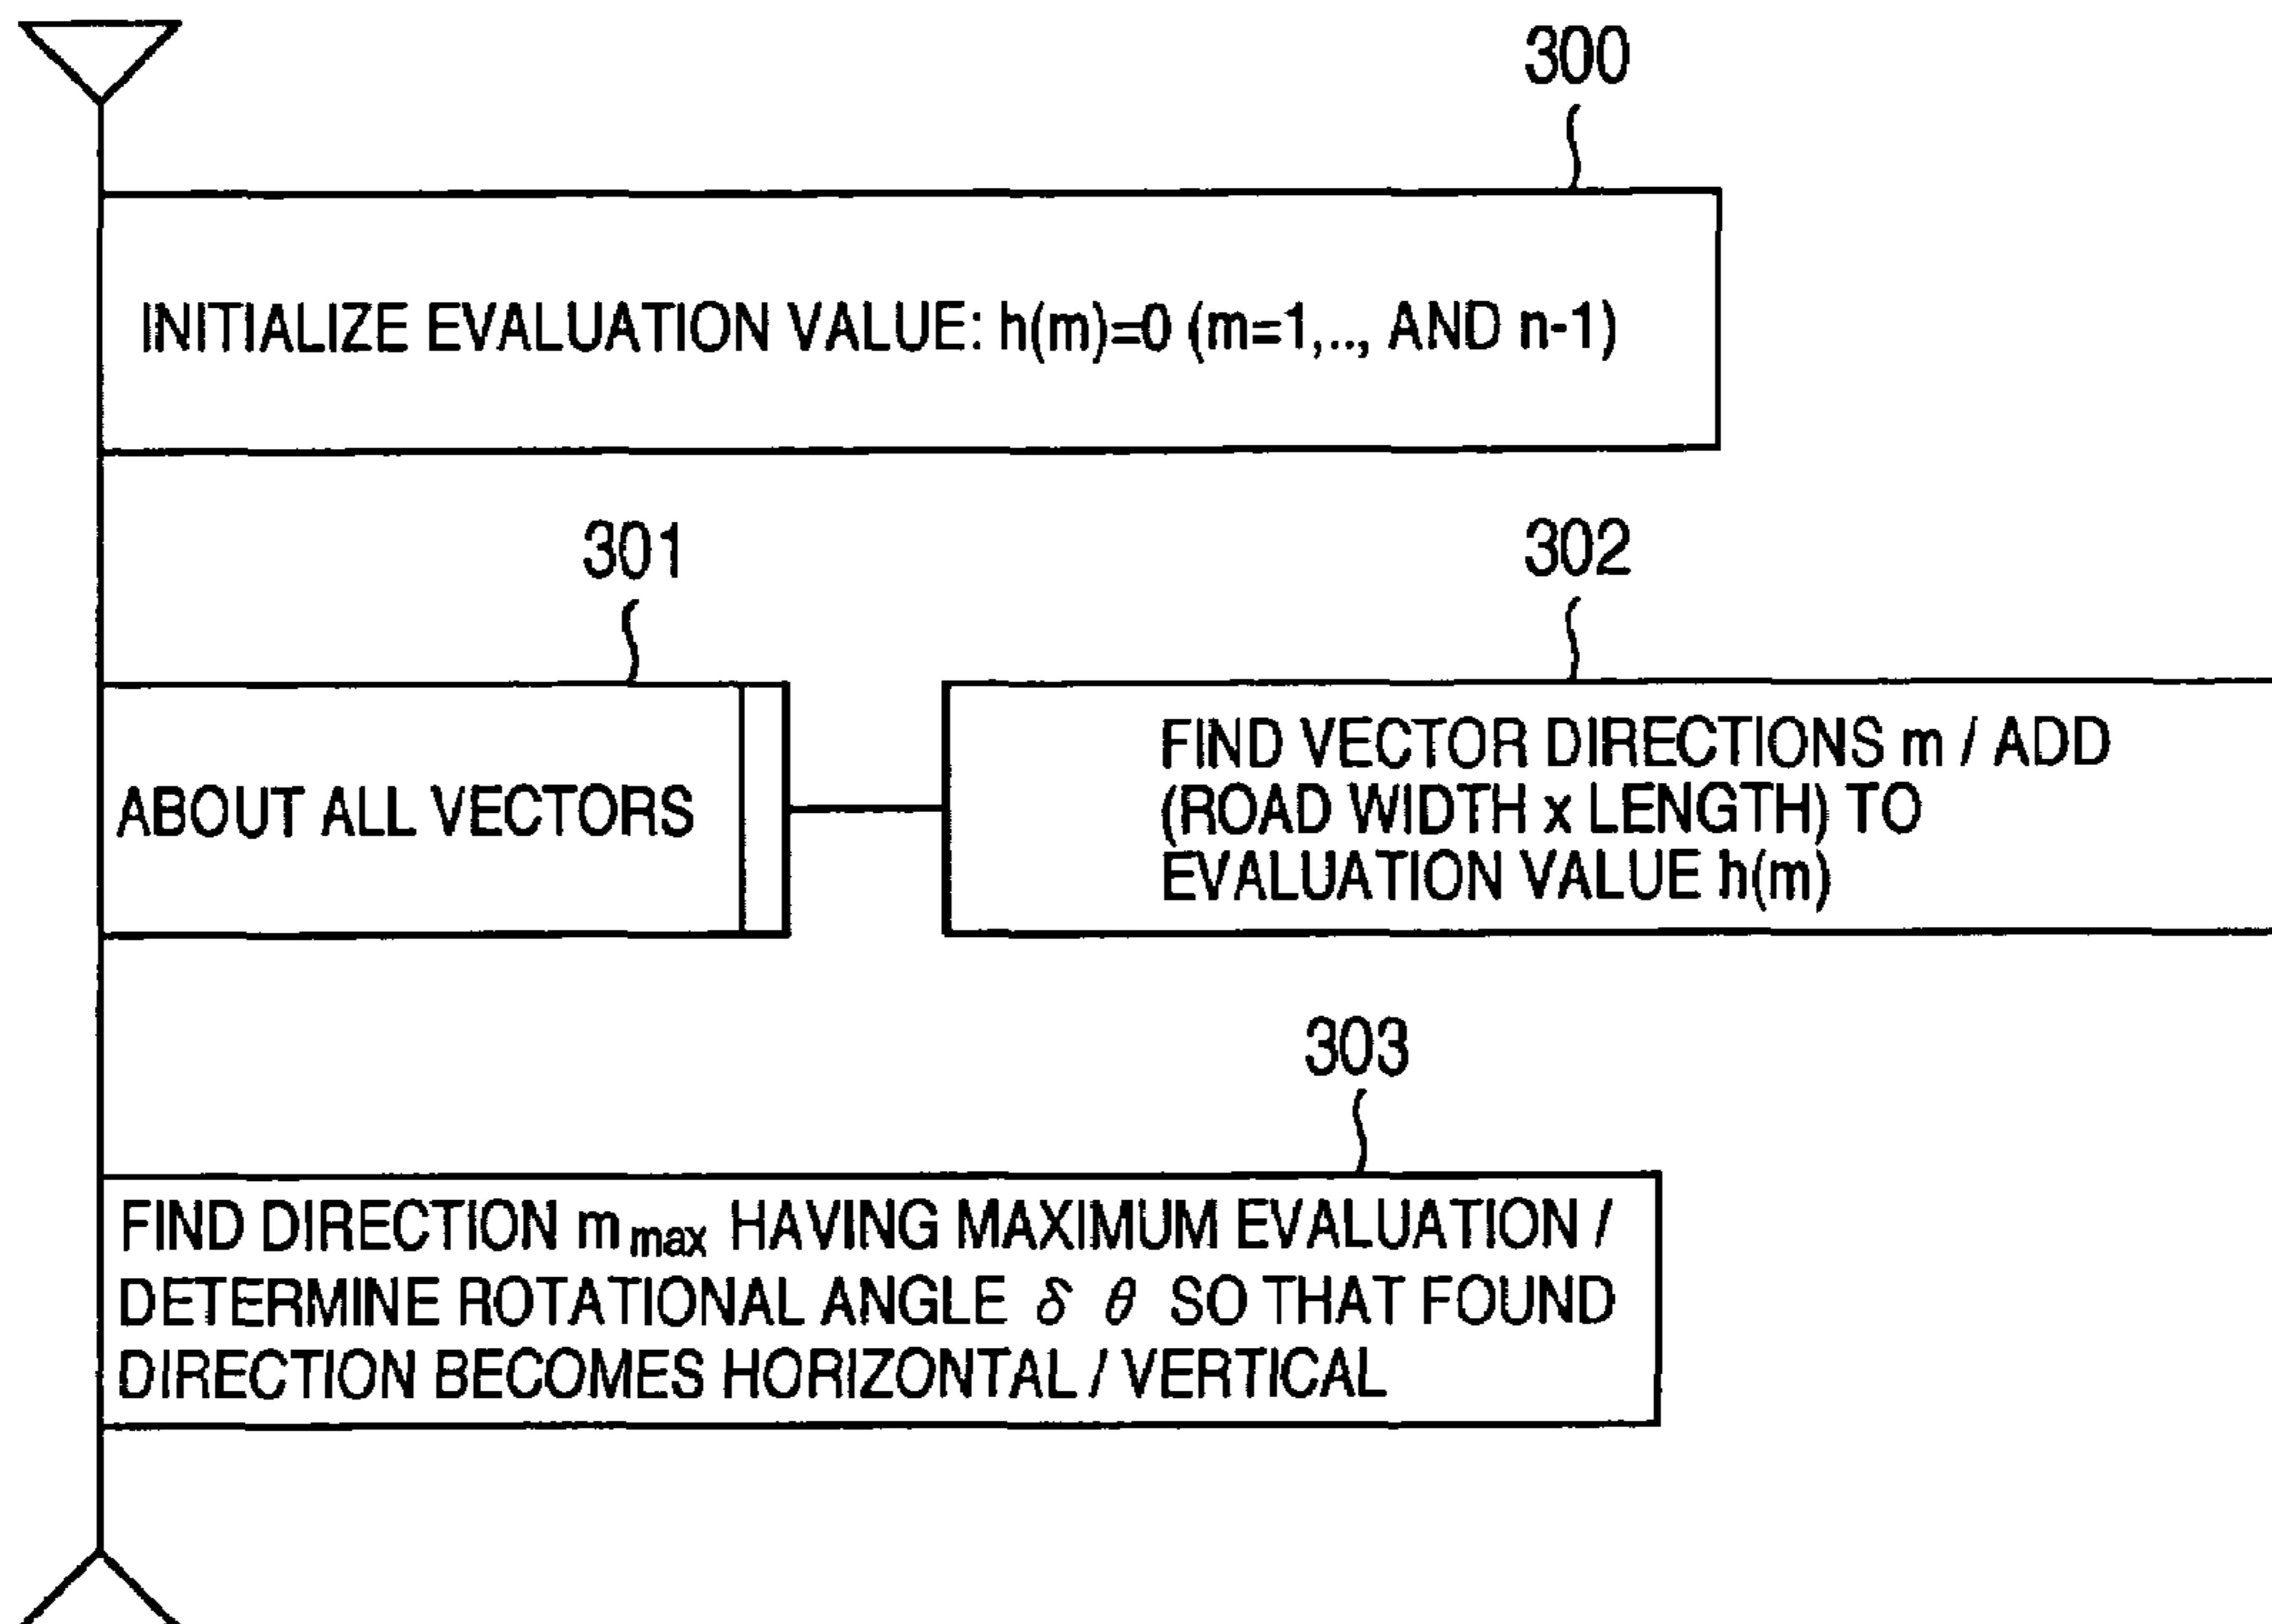 300
INITIALIZE EVALUATION VALUE: h(m)=0 (m=1,.., AND n-1)
301
302
ABOUT ALL VECTORS
FIND VECTOR DIRECTIONS m / ADD
(ROAD WIDTH x LENGTH) TO
EVALUATION VALUE h(m)
303
FIND DIRECTION m max HAVING MAXIMUM EVALUATION /
DETERMINE ROTATIONAL ANGLE δ θ SO THAT FOUND
DIRECTION BECOMES HORIZONTAL / VERTICAL